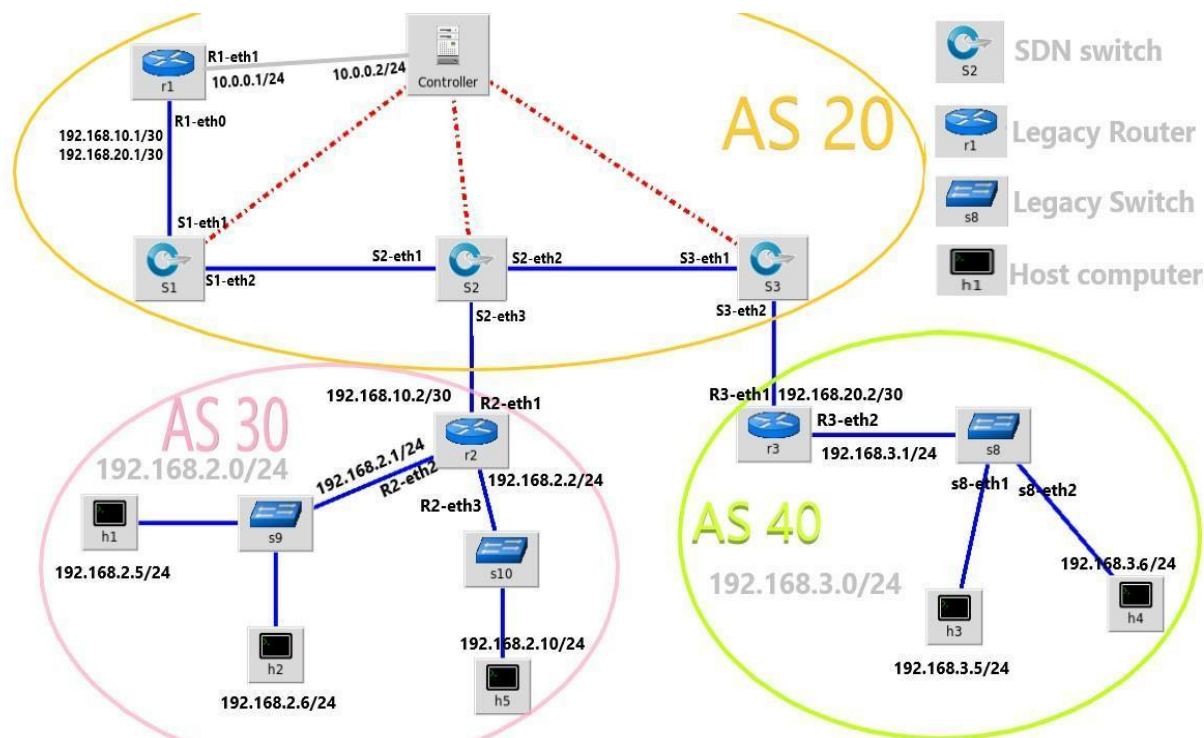 R1-eth1
10.0.0.1/24
10.0.0.2/24
r1
Controller
R1-eth0
192.168.10.1/30
192.168.20.1/30
AS 20
S1-eth1
S1-eth2
S1
S2-eth1
S2-eth2
S2
S2-eth3
S3-eth1
S3
S3-eth2
S2
SDN switch
r1
Legacy Router
s8
Legacy Switch
h1
Host computer
AS 30
192.168.2.0/24
192.168.10.2/30
R2-eth1
r2
192.168.2.1/24
R2-eth2
192.168.2.2/24
R2-eth3
h1
192.168.2.5/24
s9
s10
h2
192.168.2.6/24
192.168.2.10/24
h5
R3-eth1
192.168.20.2/30
R3-eth2
r3
192.168.3.1/24
s8
s8-eth1
s8-eth2
AS 40
192.168.3.0/24
192.168.3.6/24
h3
h4
192.168.3.5/24